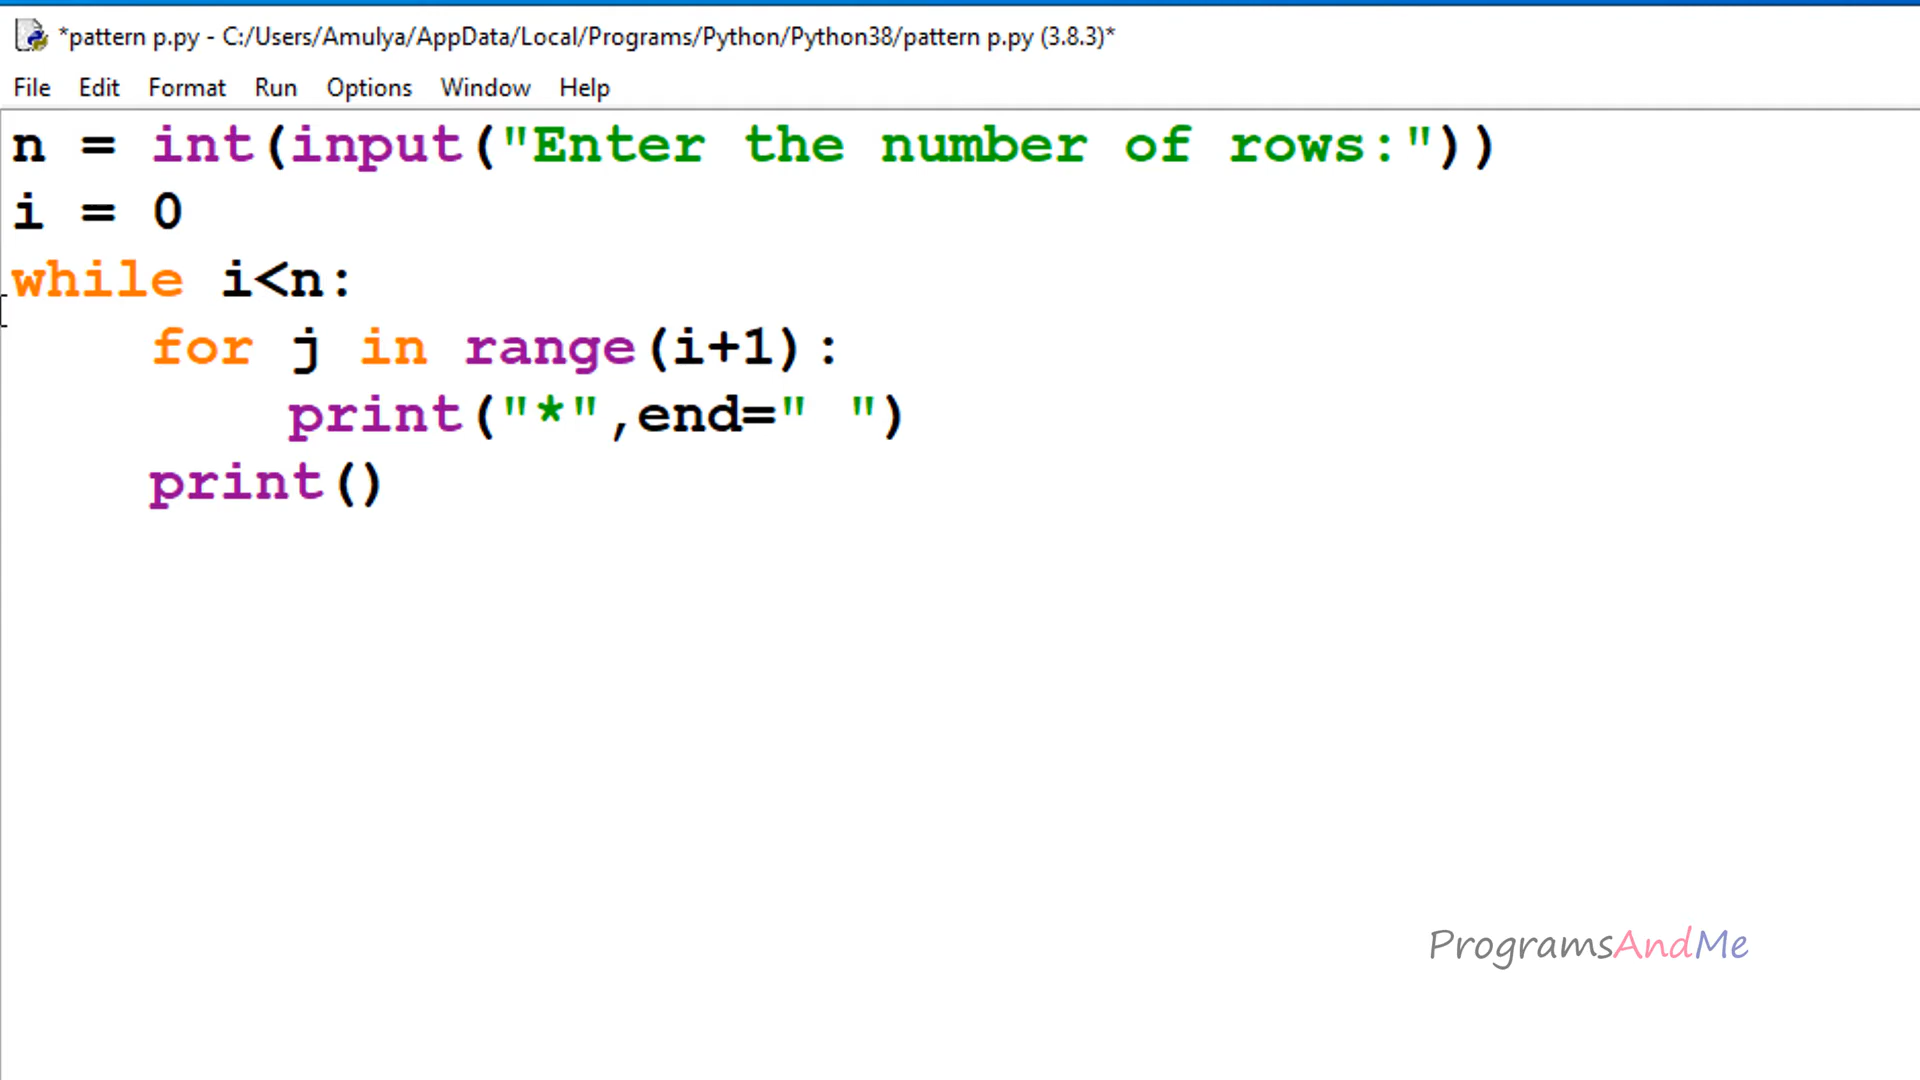 *pattern p.py - C:/Users/Amulya/AppData/Local/Programs/Python/Python38/pattern p.py (3.8.3)*
File Edit Format Run Options Window Help
n = int(input("Enter the number of rows:"))
i = 0
while i<n:
    for j in range(i+1):
        print("*",end=" ")
    print()
ProgramsAndMe